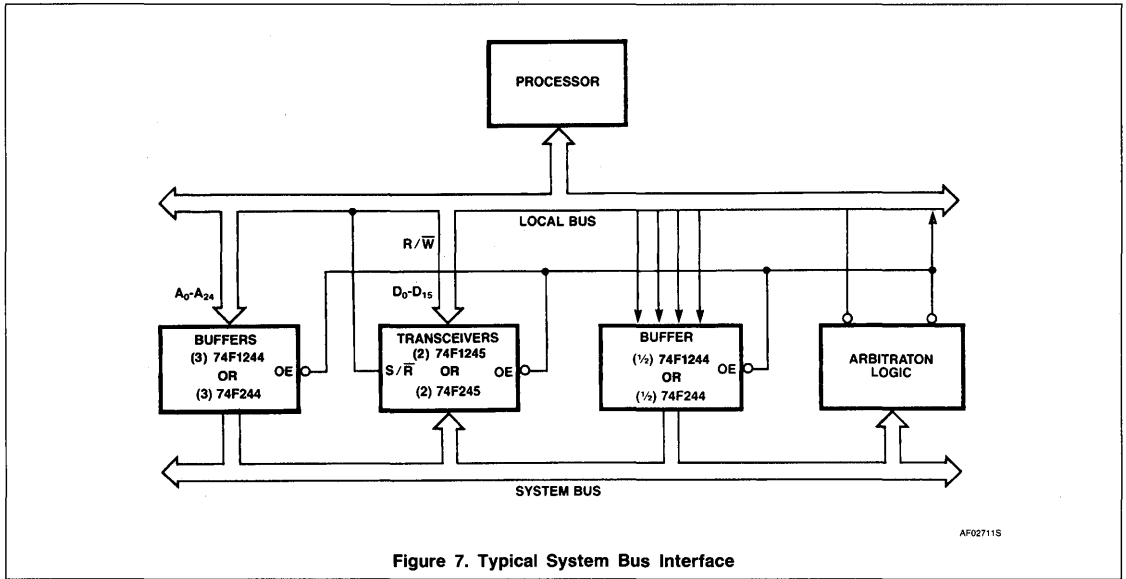 PROCESSOR
LOCAL BUS
R/W̅
A₀-A₂₄
D₀-D₁₅
BUFFERS
(3) 74F1244
OR
(3) 74F244
OE
TRANSCEIVERS
(2) 74F1245
OR
(2) 74F245
S/R̅
OE
BUFFER
(½) 74F1244
OR
(½) 74F244
OE
ARBITRATON
LOGIC
SYSTEM BUS
AF02711S
Figure 7. Typical System Bus Interface